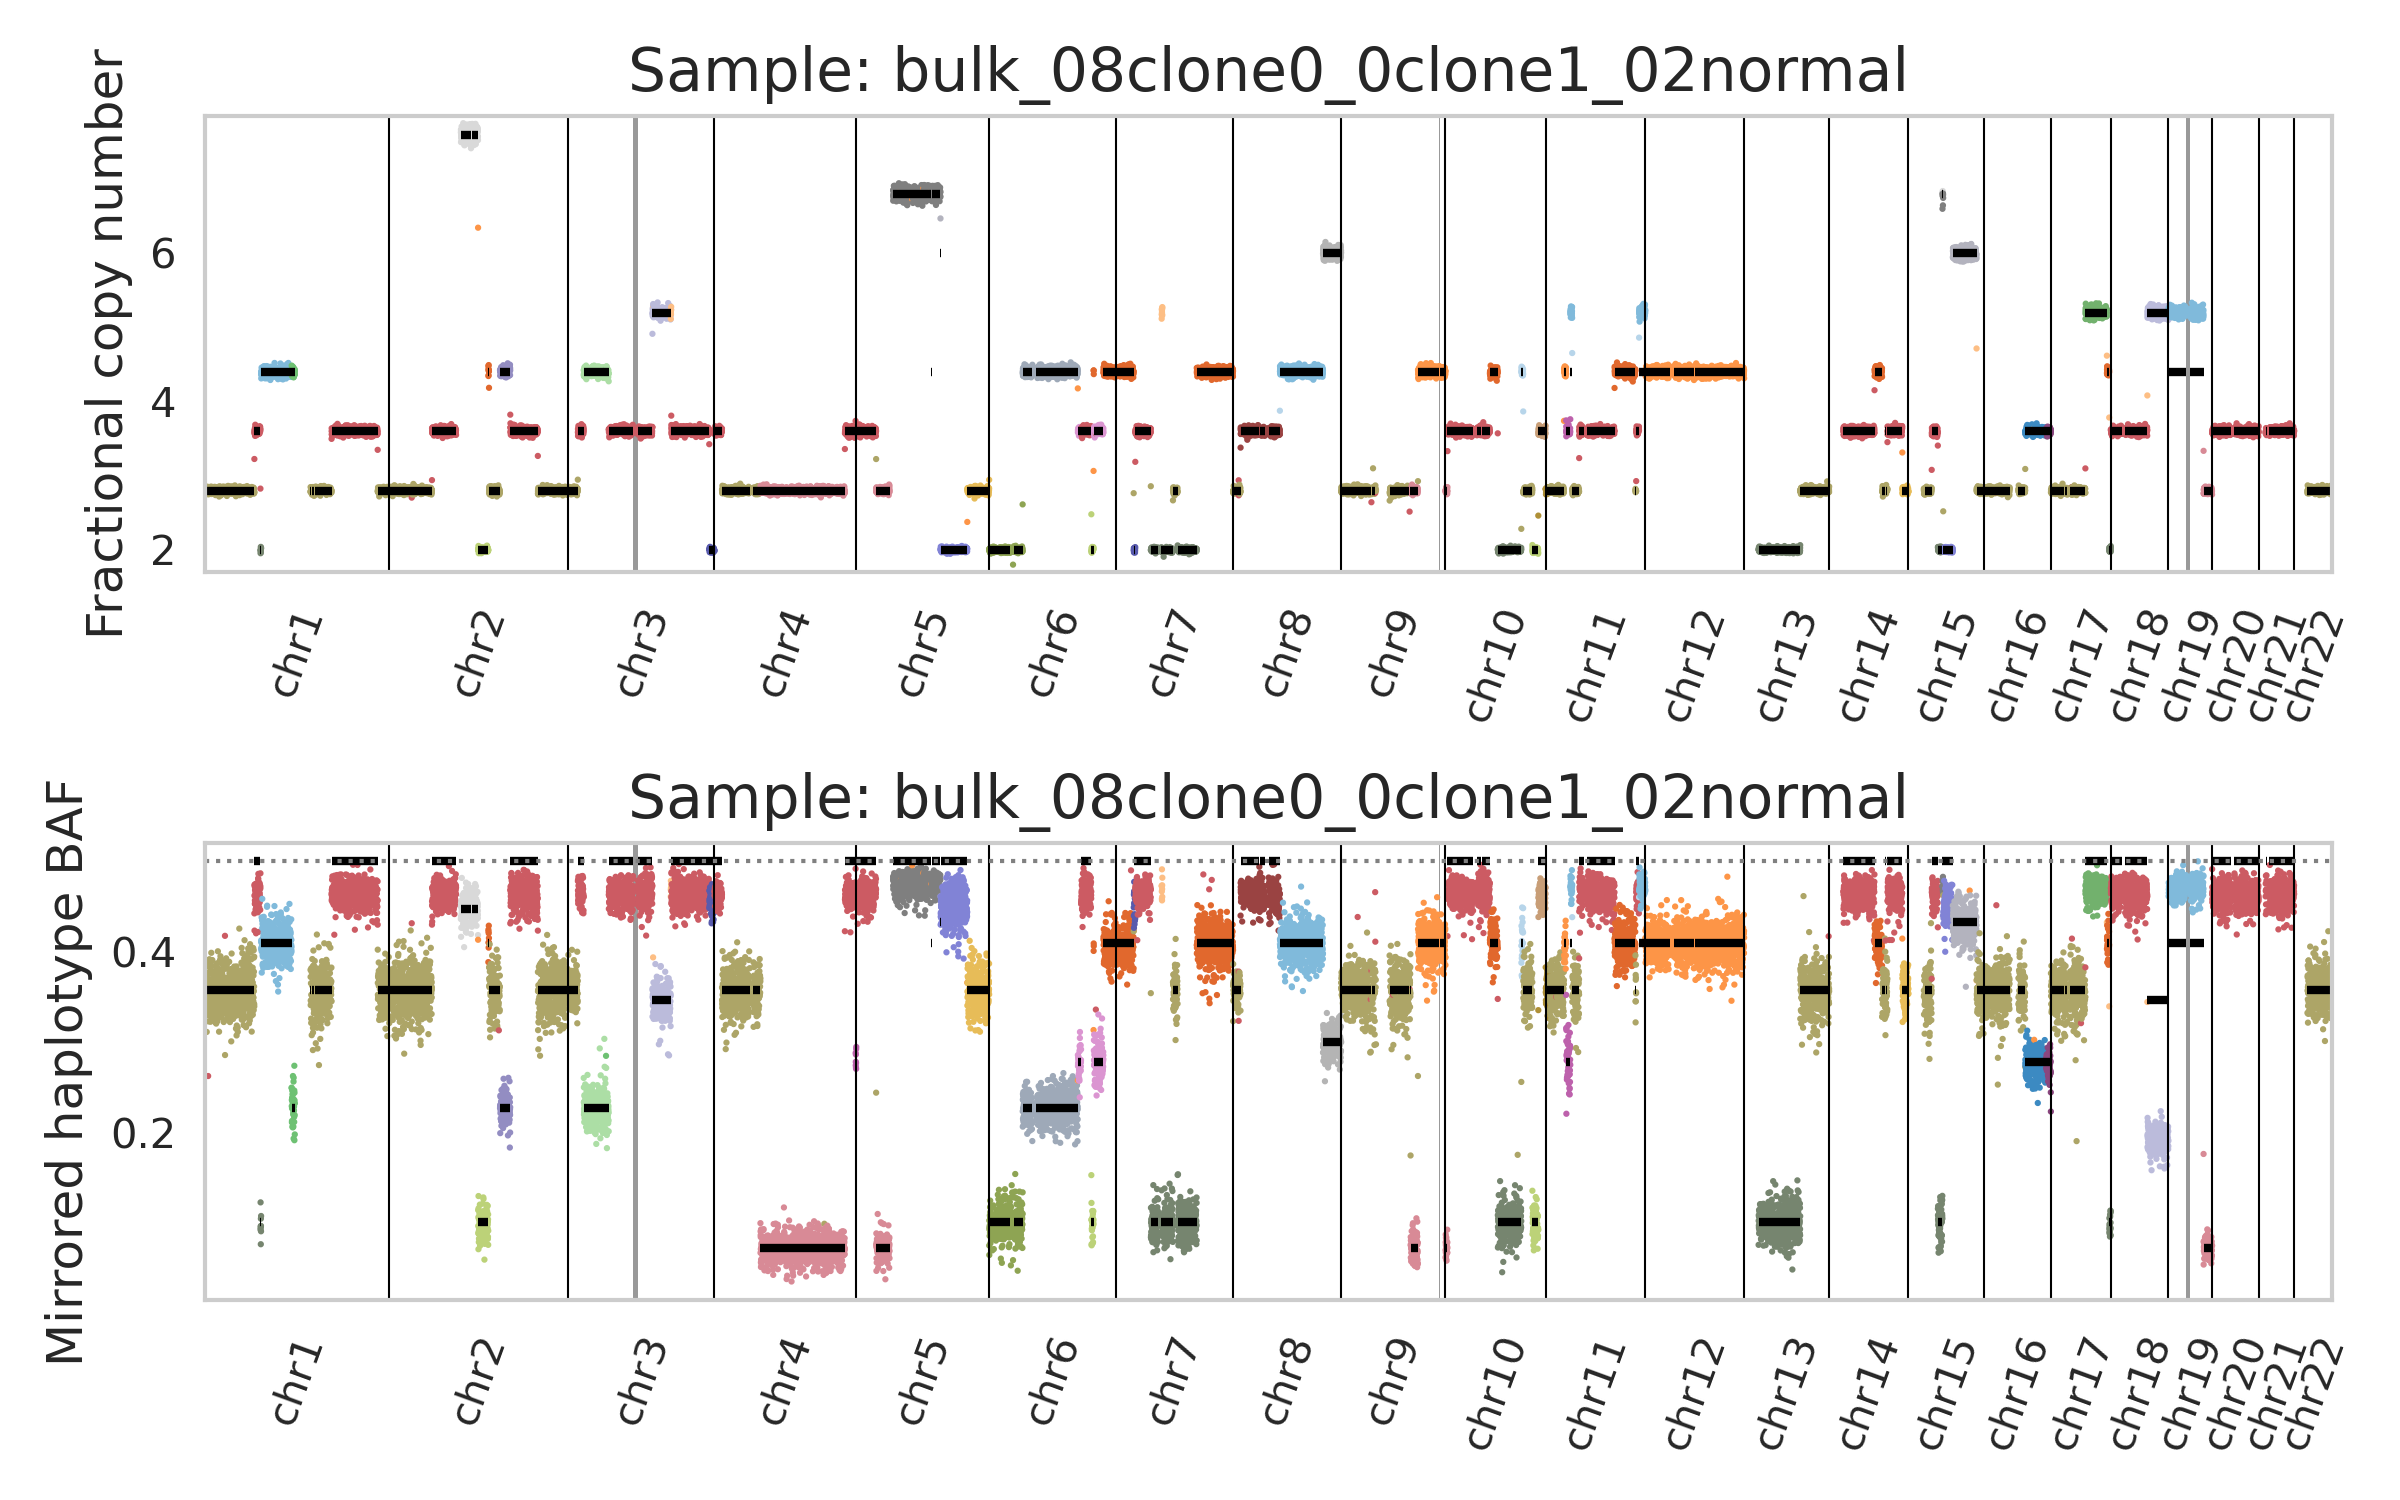 Sample: bulk_08clone0_0clone1_02normal
Fractional copy number
6
4
2
chr1
chr2
chr3
chr4
chr5
chr6
chr7
chr8
chr9
chr10
chr11
chr12
chr13
chr14
chr15
chr16
chr17
chr18
chr19
chr20
chr21
chr22
Sample: bulk_08clone0_0clone1_02normal
Mirrored haplotype BAF
0.4
0.2
chr1
chr2
chr3
chr4
chr5
chr6
chr7
chr8
chr9
chr10
chr11
chr12
chr13
chr14
chr15
chr16
chr17
chr18
chr19
chr20
chr21
chr22